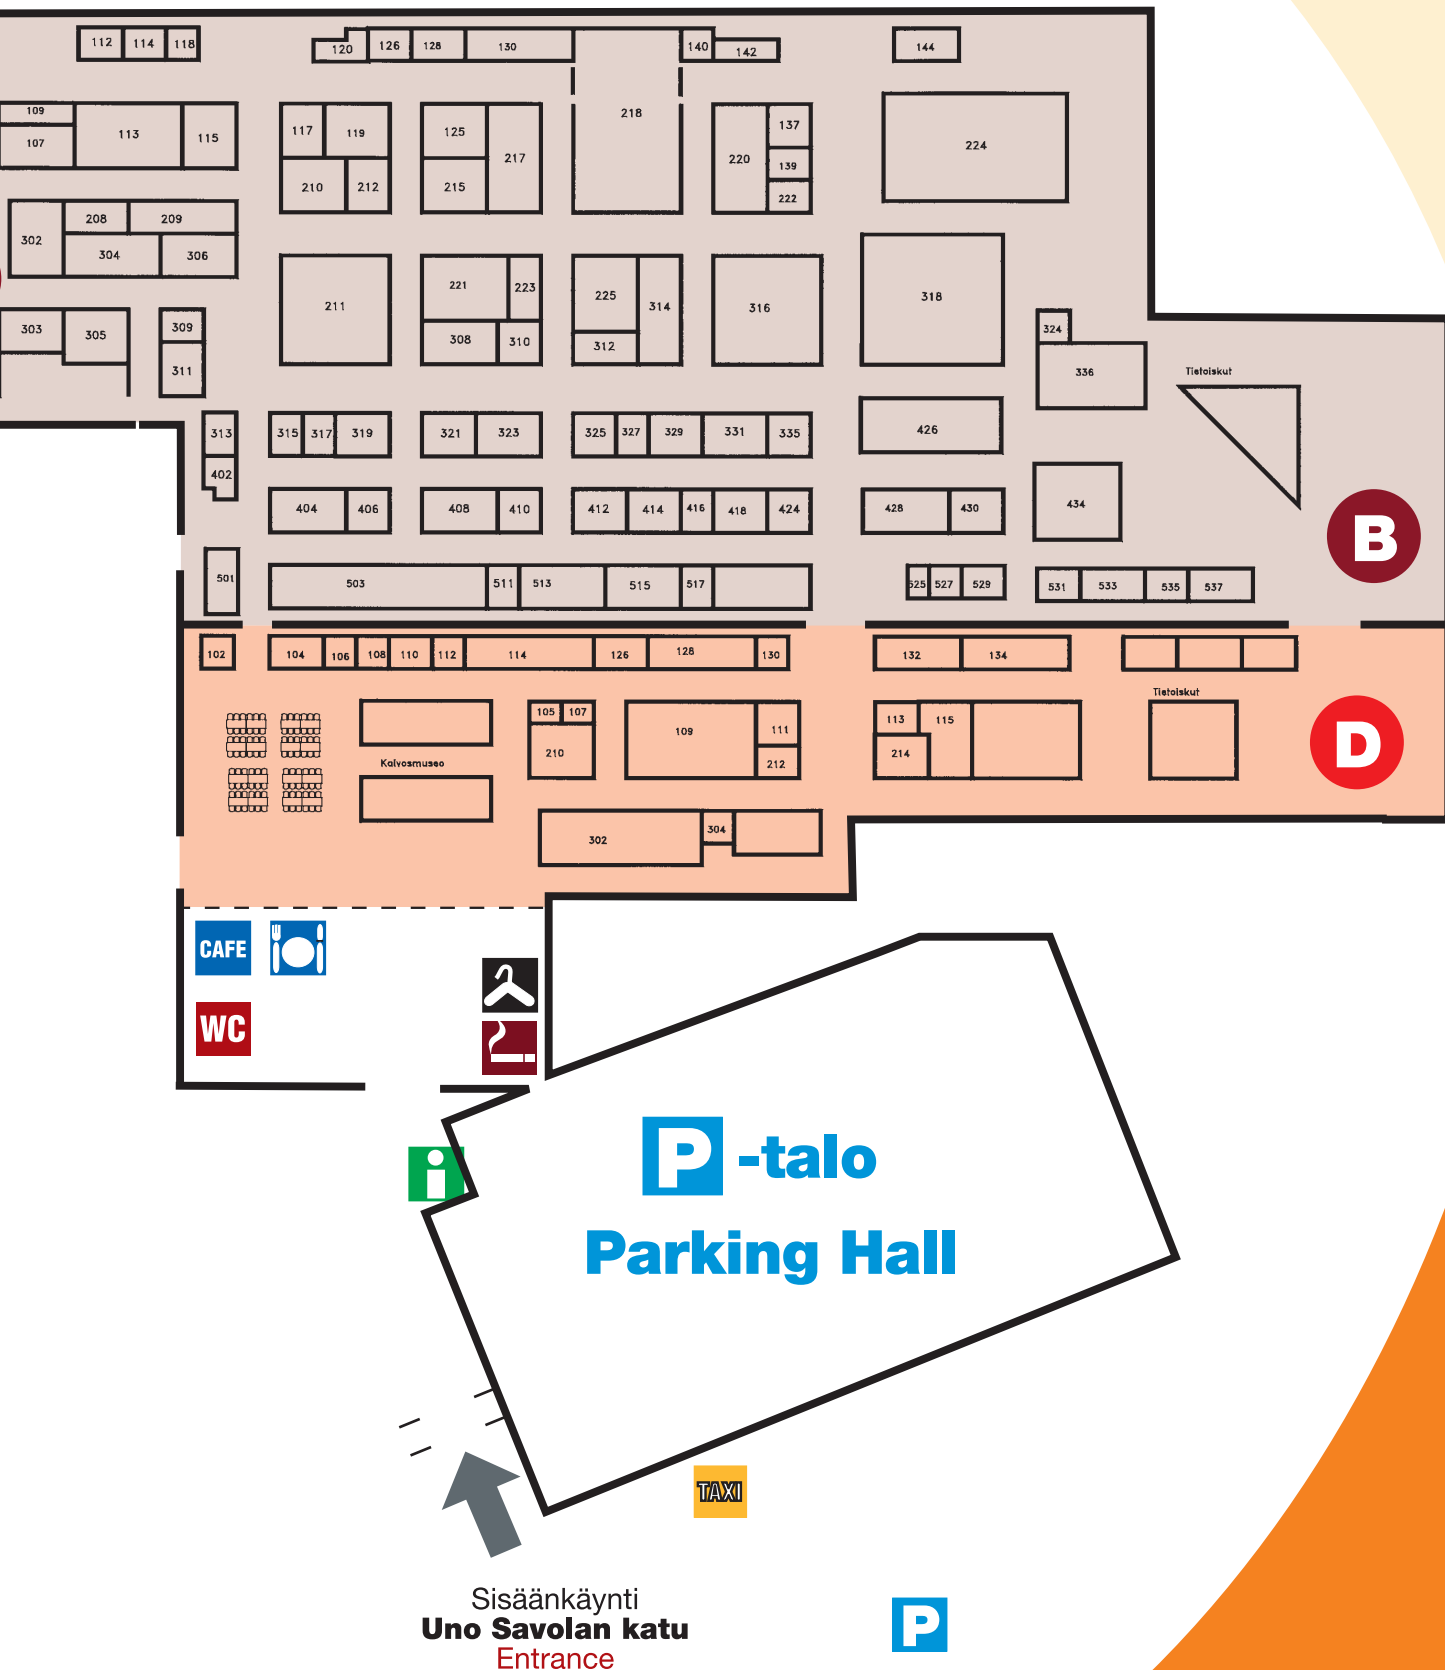 112 114 118
120 126 128 130 140 142 144
109 107 113 115
117 119 125 217 218 220 137 224
139
210 212 215 222
302 208 209
304 306
211 221 223 225 314 316 318
303 305 309 308 310 312 324
311 336 Tietoiskut
313 315 317 319 321 323 325 327 329 331 335 426
402
404 406 408 410 412 414 416 418 424 428 430 434
B
501 503 511 513 515 517 525 527 529 531 533 535 537
102 104 106 108 110 112 114 126 128 130 132 134
Tietoiskut
105 107 109 111 113 115
D
210 212 214
Kalvosmuseo
302 304
CAFE
WC
i
P -talo
Parking Hall
TAXI
Sisäänkäynti
Uno Savolan katu
Entrance
P